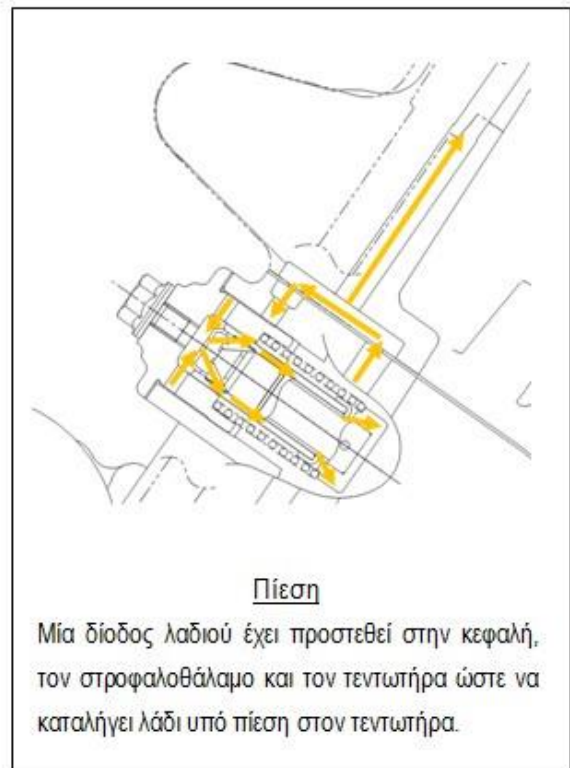 Πίεση
Μία δίοδος λαδιού έχει προστεθεί στην κεφαλή,
τον στροφαλοθάλαμο και τον τεντωτήρα ώστε να
καταλήγει λάδι υπό πίεση στον τεντωτήρα.